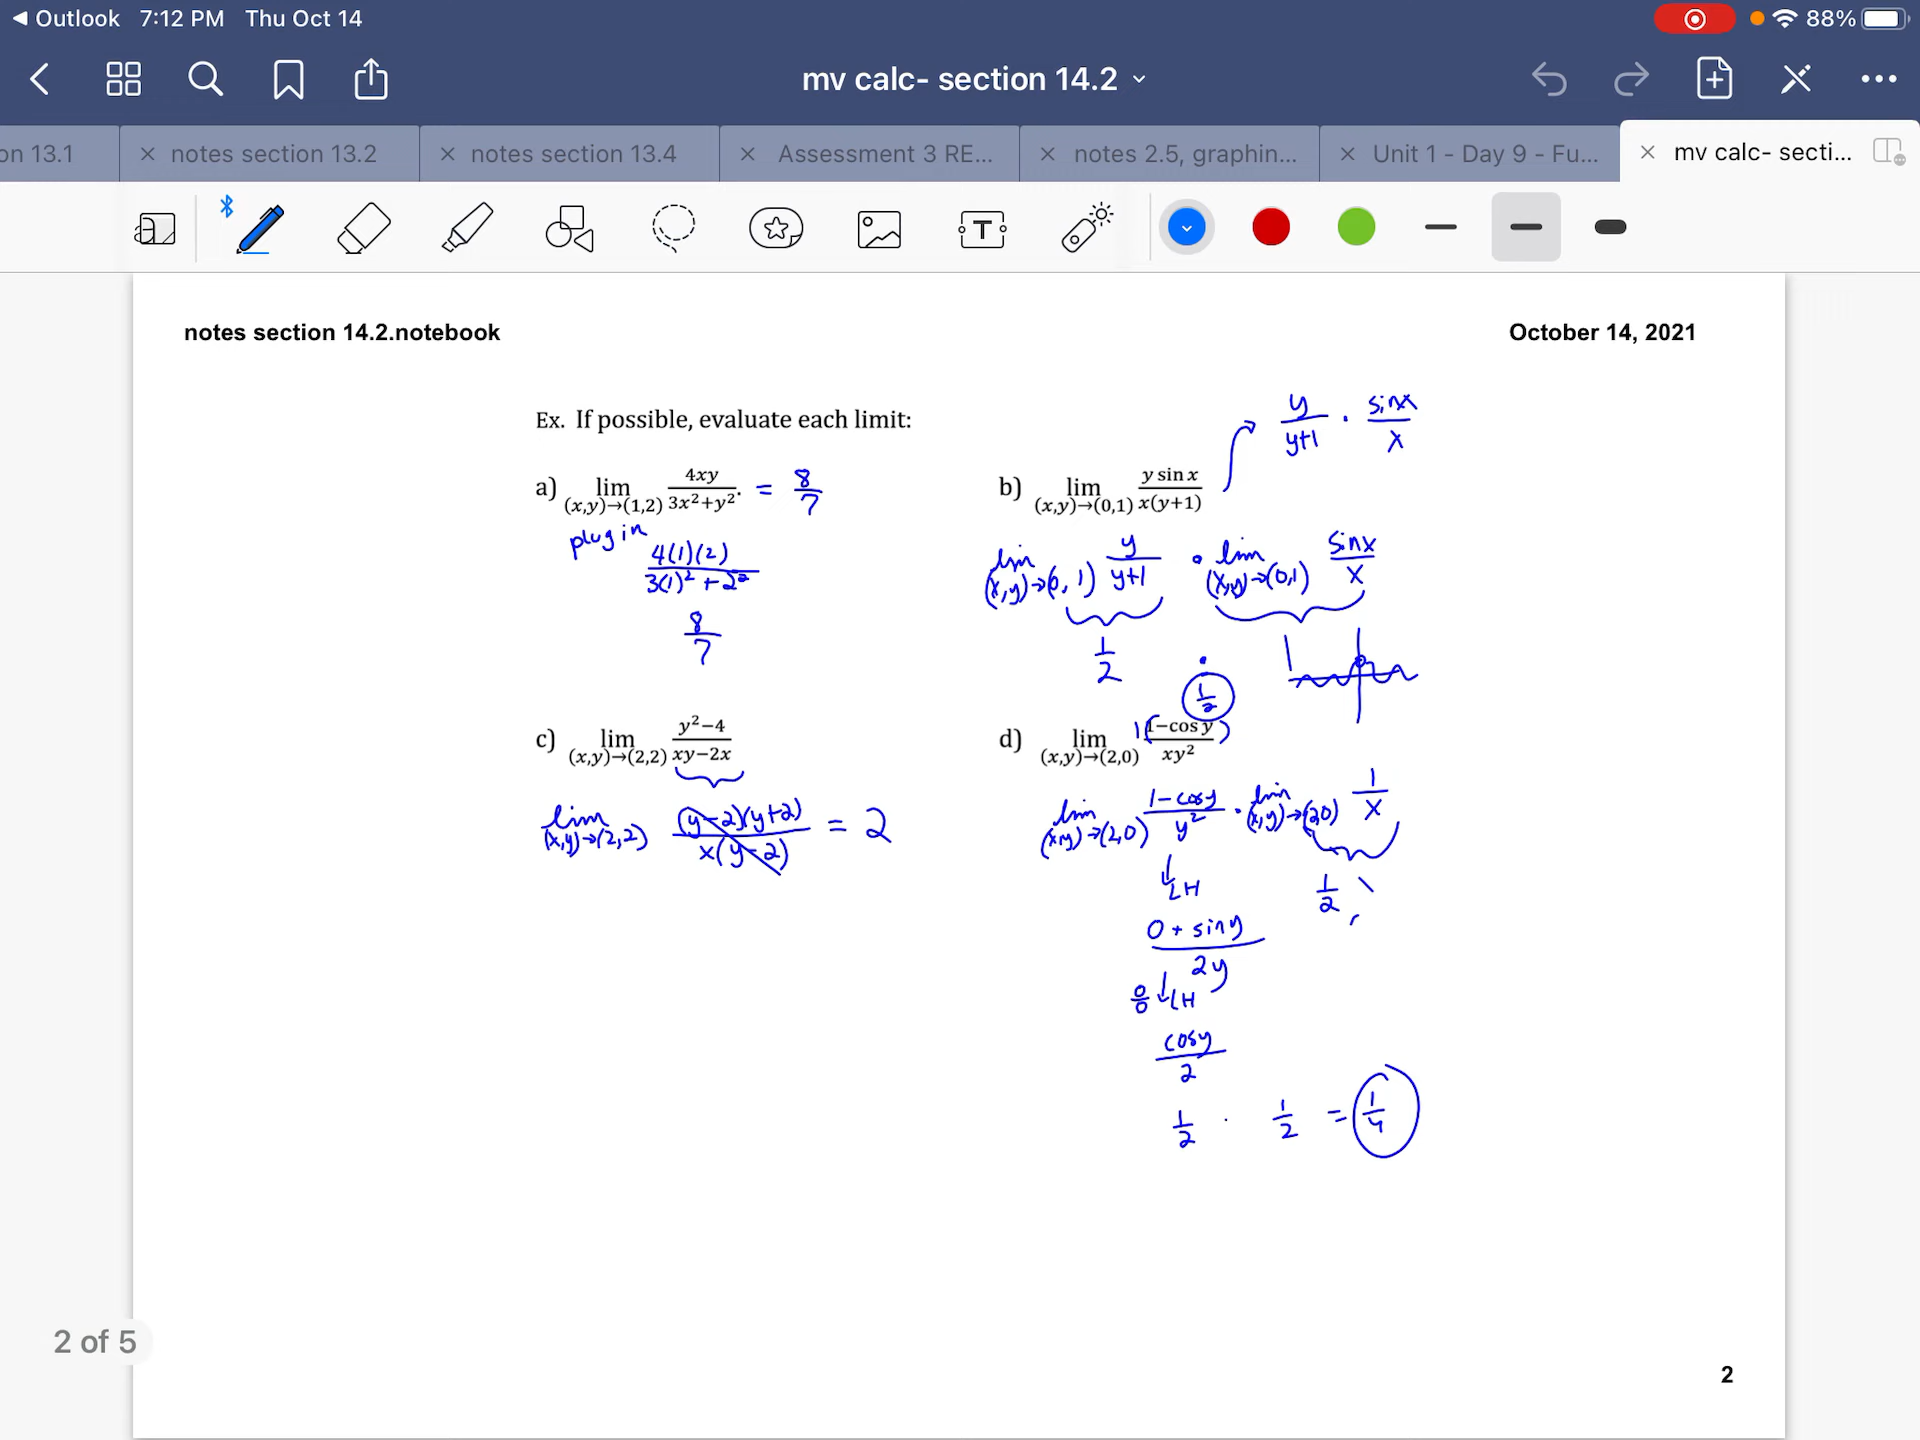 Outlook 7:12 PM Thu Oct 14 88%
mv calc- section 14.2
on 13.1 notes section 13.2 notes section 13.4 Assessment 3 RE... notes 2.5, graphin... Unit 1 - Day 9 - Fu... mv calc- secti...
notes section 14.2.notebook October 14, 2021
Ex. If possible, evaluate each limit:
y/(y+1) · sinx/x
a) lim (x,y)→(1,2) 4xy/(3x²+y²). = 8/7
plug in
4(1)(2)/(3(1)²+2²)
8/7
b) lim (x,y)→(0,1) y sin x/(x(y+1))
lim (x,y)→(0,1) y/(y+1) · lim (x,y)→(0,1) sinx/x
1/2 · 1
1/2
c) lim (x,y)→(2,2) (y²−4)/(xy−2x)
lim (x,y)→(2,2) (y-2)(y+2)/(x(y-2)) = 2
d) lim (x,y)→(2,0) 1(1−cos y)/(xy²)
lim (x,y)→(2,0) (1-cosy)/y² · lim (x,y)→(2,0) 1/x
↓ LH 1/2
(0 + siny)/2y
0/0 ↓ LH
cosy/2
1/2 · 1/2 = 1/4
2 of 5
2